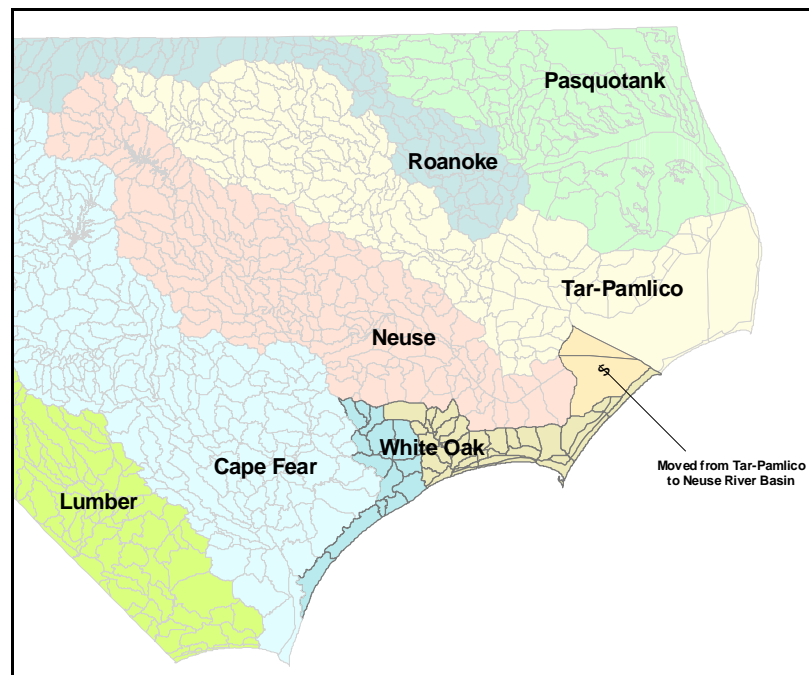 Pasquotank
Roanoke
Tar-Pamlico
Neuse
White Oak
Cape Fear
Lumber
Moved from Tar-Pamlico
to Neuse River Basin